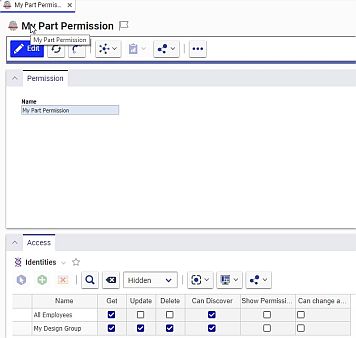 My Part Permis...
My Part Permission
Edit
My Part Permission
Permission
Name
My Part Permission
Access
Identities
Hidden
Name Get Update Delete Can Discover Show Permissi... Can change a...
All Employees
My Design Group